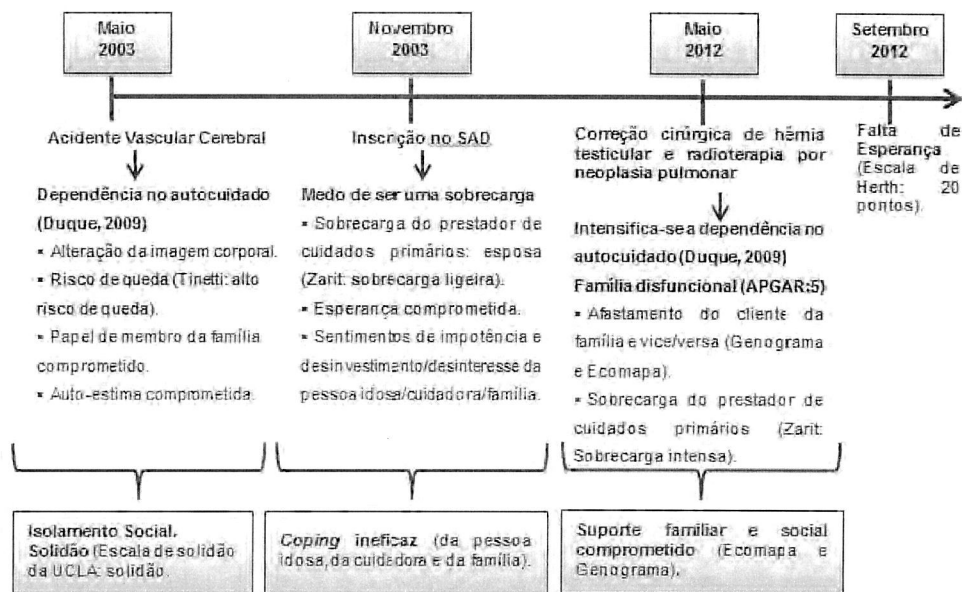 Maio
2003
Novembro
2003
Maio
2012
Setembro
2012
Acidente Vascular Cerebral
Dependência no autocuidado
(Duque, 2009)
▪ Alteração da imagem corporal.
▪ Risco de queda (Tinetti: alto
risco de queda).
▪ Papel de membro da família
comprometido.
▪ Auto-estima comprometida.
Inscrição no SAD
Medo de ser uma sobrecarga
▪ Sobrecarga do prestador de
cuidados primários: esposa
(Zarit: sobrecarga ligeira).
▪ Esperança comprometida.
▪ Sentimentos de impotência e
desinvestimento/desinteresse da
pessoa idosa/cuidadora/família.
Correção cirúrgica de hérnia
testicular e radioterapia por
neoplasia pulmonar
Intensifica-se a dependência no
autocuidado (Duque, 2009)
Família disfuncional (APGAR:5)
▪ Afastamento do cliente da
família e vice/versa (Genograma
e Ecomapa).
▪ Sobrecarga do prestador de
cuidados primários (Zarit:
Sobrecarga intensa).
Falta de
Esperança
(Escala de
Herth: 20
pontos).
Isolamento Social.
Solidão (Escala de solidão
da UCLA: solidão.
Coping ineficaz (da pessoa
idosa, da cuidadora e da família).
Suporte familiar e social
comprometido (Ecomapa e
Genograma).